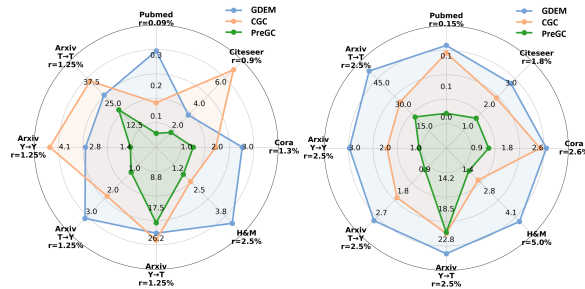 Pubmed
r=0.09%
GDEM
CGC
PreGC
Citeseer
r=0.9%
Arxiv
T→T
r=1.25%
0.3
0.2
0.1
6.0
4.0
2.0
37.5
25.0
12.5
Arxiv
Y→Y
r=1.25%
4.1
2.8
1.4
1.0
2.0
3.0
Cora
r=1.3%
1.0
2.0
3.0
1.2
2.5
3.8
8.8
17.5
26.2
Arxiv
T→Y
r=1.25%
H&M
r=2.5%
Arxiv
Y→T
r=1.25%
Pubmed
r=0.15%
GDEM
CGC
PreGC
Citeseer
r=1.8%
Arxiv
T→T
r=2.5%
0.1
0.1
0.0
3.0
2.0
1.0
45.0
30.0
15.0
Arxiv
Y→Y
r=2.5%
3.0
2.0
1.0
0.9
1.8
2.6
Cora
r=2.6%
0.9
1.8
2.7
1.4
2.8
4.1
14.2
18.5
22.8
Arxiv
T→Y
r=2.5%
H&M
r=5.0%
Arxiv
Y→T
r=2.5%